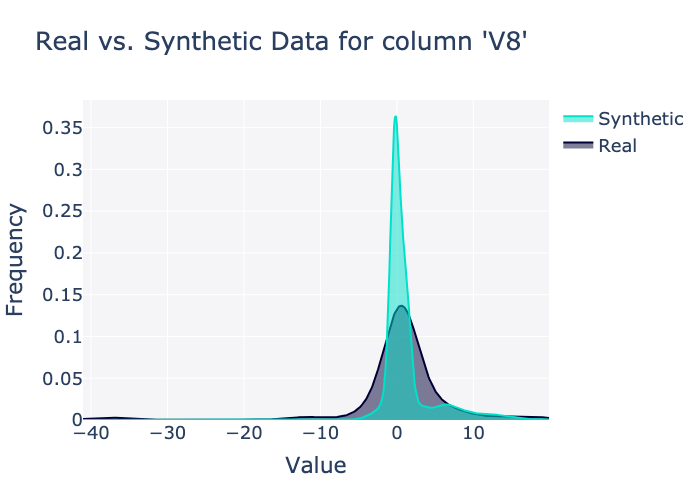 Real vs. Synthetic Data for column 'V8'
Synthetic
Real
Frequency
0.35
0.3
0.25
0.2
0.15
0.1
0.05
0
−40 −30 −20 −10 0 10
Value